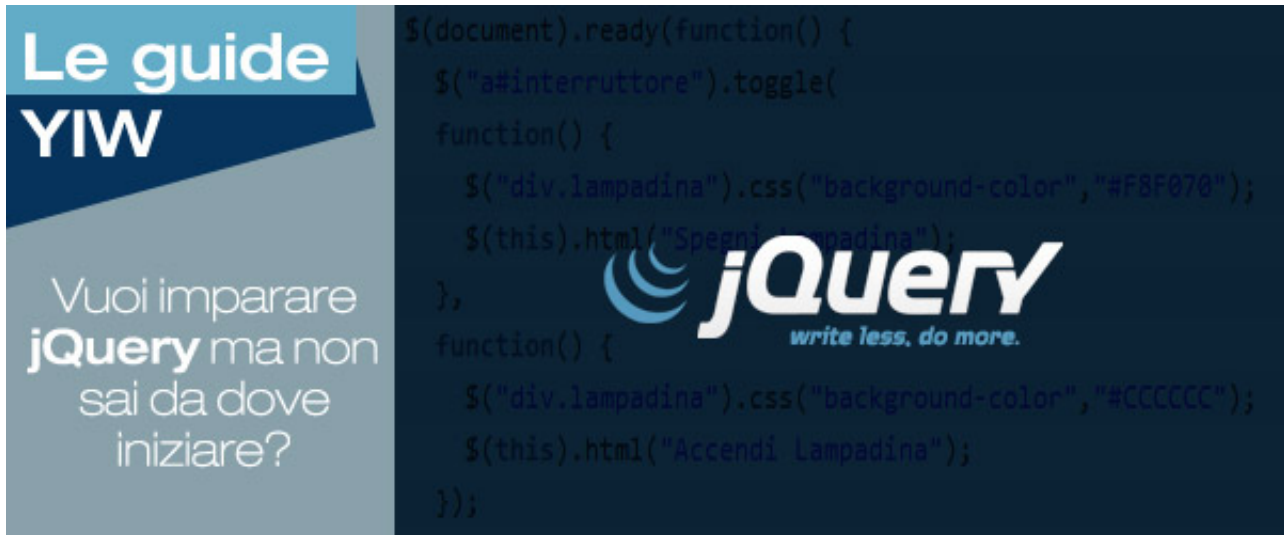 Le guide
YIW
Vuoi imparare
jQuery ma non
sai da dove
iniziare?
$(document).ready(function() {
$("a#interruttore").toggle(
function() {
$("div.lampadina").css("background-color","#F8F070");
$(this).html("Spegni Lampadina");
},
function() {
$("div.lampadina").css("background-color","#CCCCCC");
$(this).html("Accendi Lampadina");
});
jQuery
write less, do more.